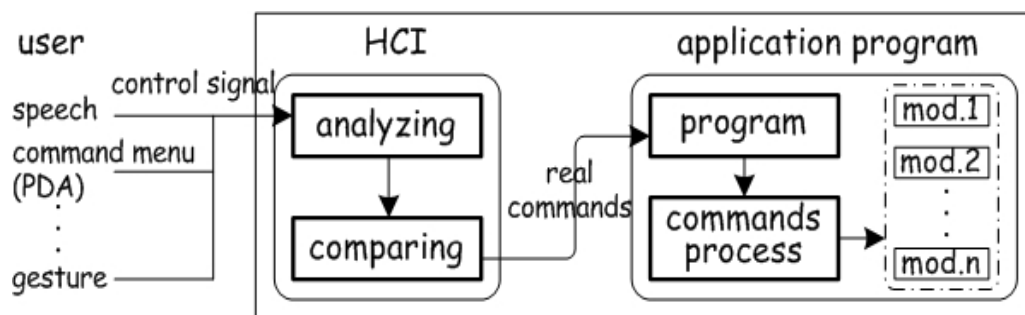 user
HCI
application program
control signal
speech
command menu
(PDA)
gesture
analyzing
comparing
real
commands
program
commands
process
mod.1
mod.2
mod.n